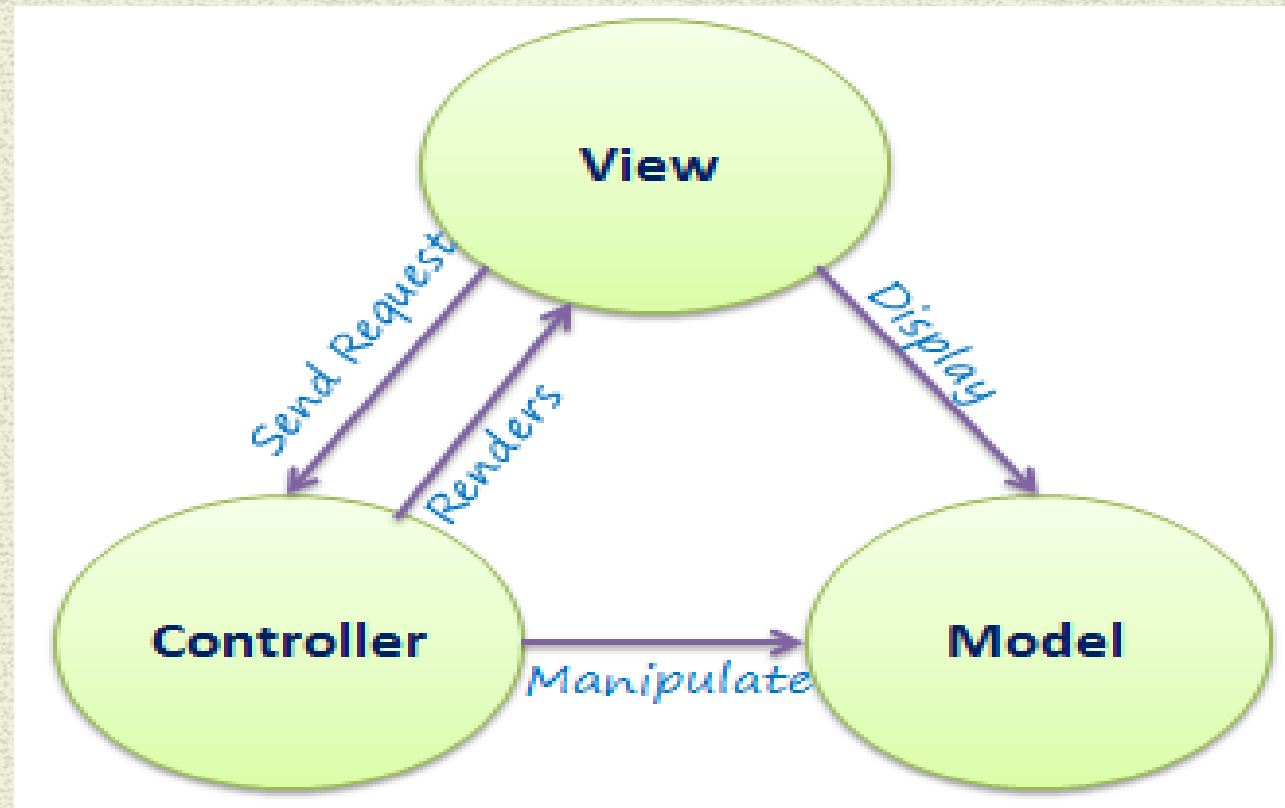 View
Send Request
Renders
Display
Controller
Manipulate
Model